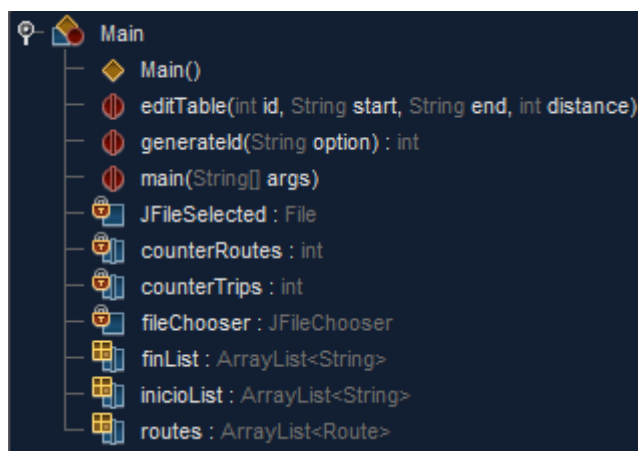 Main
Main()
editTable(int id, String start, String end, int distance)
generateId(String option) : int
main(String[] args)
JFileSelected : File
counterRoutes : int
counterTrips : int
fileChooser : JFileChooser
finList : ArrayList<String>
inicioList : ArrayList<String>
routes : ArrayList<Route>